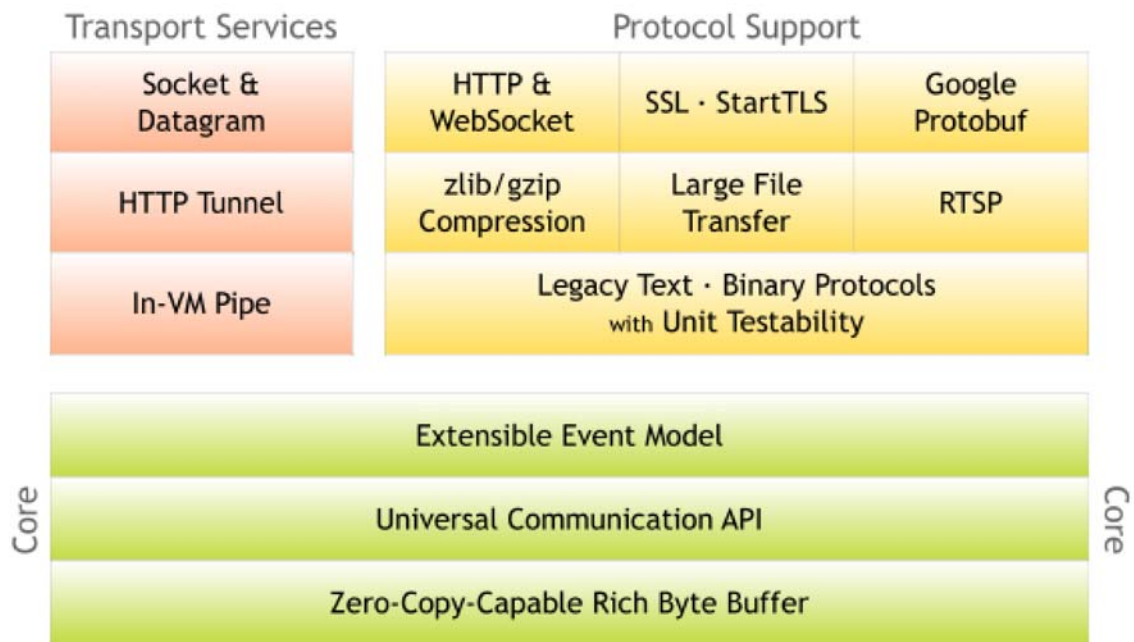 Transport Services
Protocol Support
Socket &
Datagram
HTTP &
WebSocket
SSL · StartTLS
Google
Protobuf
HTTP Tunnel
zlib/gzip
Compression
Large File
Transfer
RTSP
In-VM Pipe
Legacy Text · Binary Protocols
with Unit Testability
Core
Extensible Event Model
Universal Communication API
Zero-Copy-Capable Rich Byte Buffer
Core